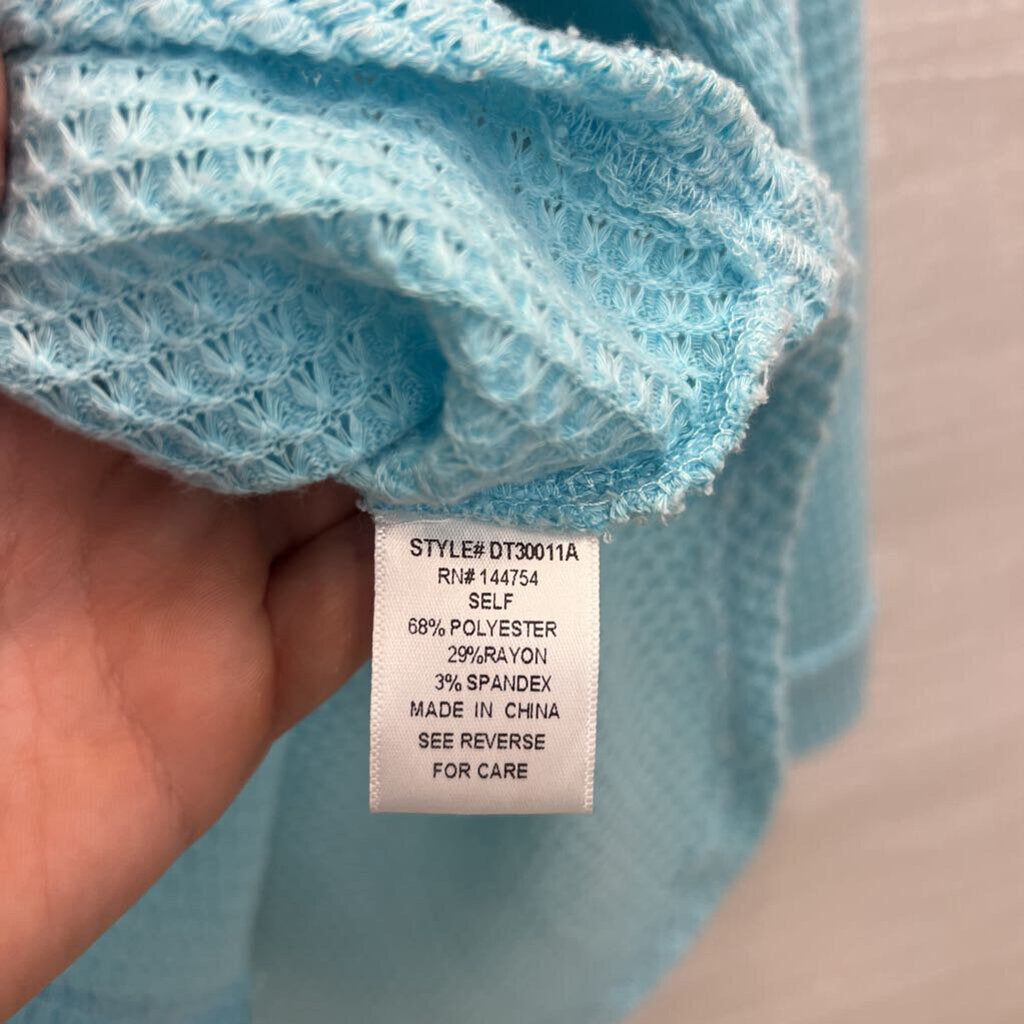 STYLE# DT30011A
RN# 144754
SELF
68% POLYESTER
29%RAYON
3% SPANDEX
MADE IN CHINA
SEE REVERSE
FOR CARE